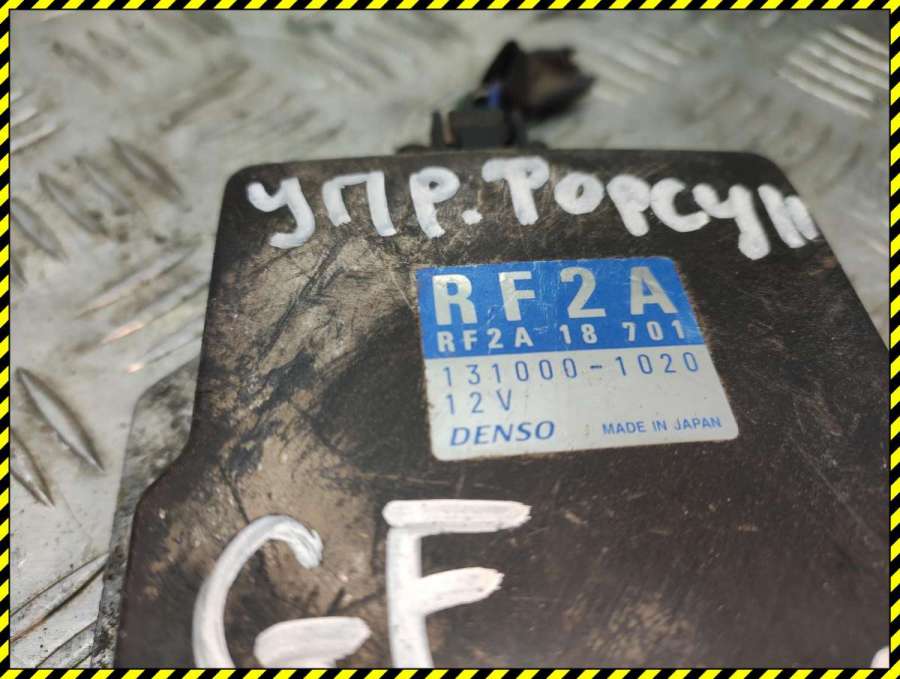 УПР. ФОРСУН
RF2A
RF2A 18 701
131000-1020
12V
DENSO MADE IN JAPAN
GF